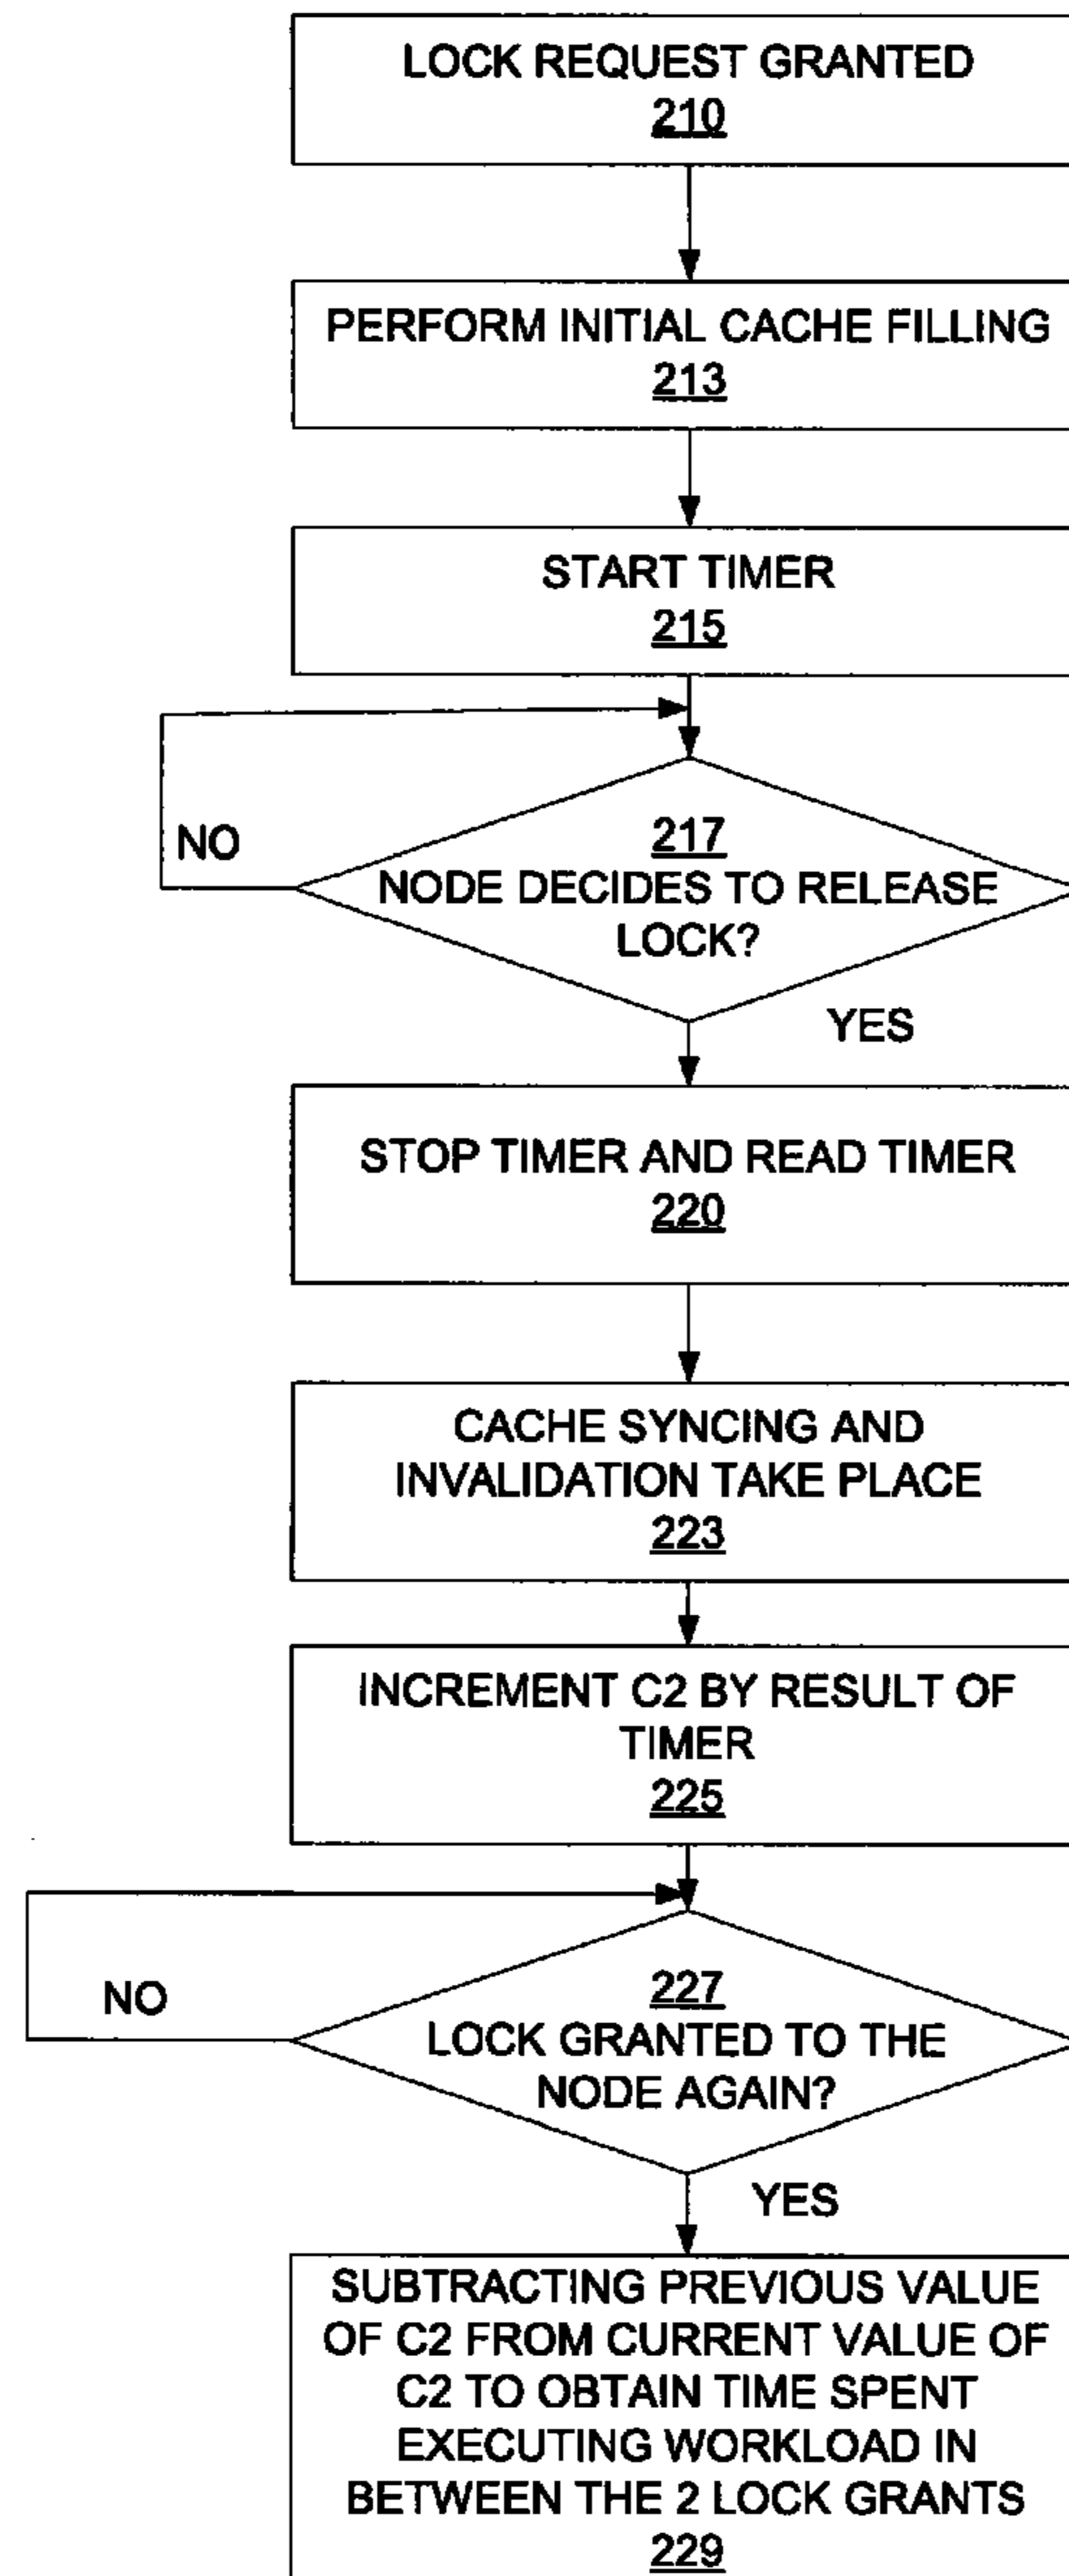 LOCK REQUEST GRANTED
210
PERFORM INITIAL CACHE FILLING
213
START TIMER
215
NO
217
NODE DECIDES TO RELEASE
LOCK?
YES
STOP TIMER AND READ TIMER
220
CACHE SYNCING AND
INVALIDATION TAKE PLACE
223
INCREMENT C2 BY RESULT OF
TIMER
225
NO
227
LOCK GRANTED TO THE
NODE AGAIN?
YES
SUBTRACTING PREVIOUS VALUE
OF C2 FROM CURRENT VALUE OF
C2 TO OBTAIN TIME SPENT
EXECUTING WORKLOAD IN
BETWEEN THE 2 LOCK GRANTS
229